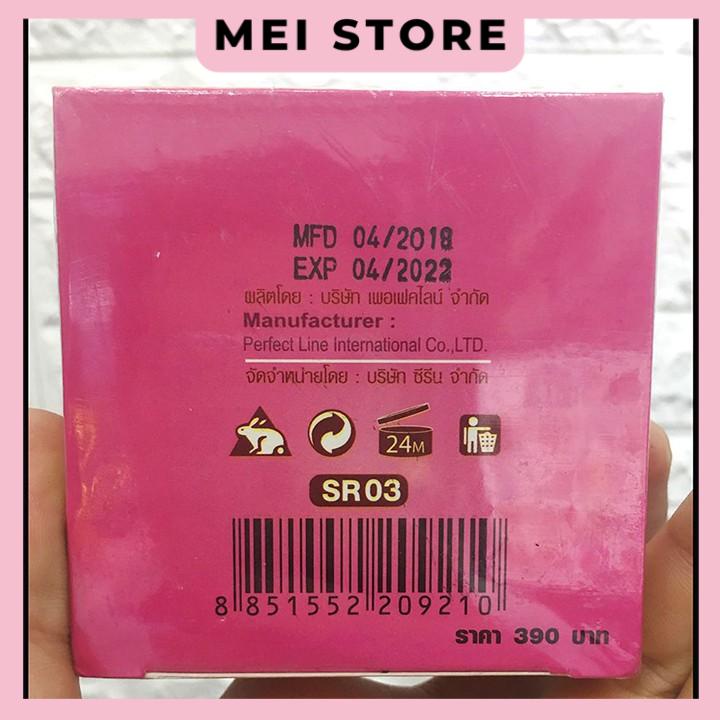 MEI STORE
MFD 04/2018
EXP 04/2022
ผลิตโดย : บริษัท เพอเฟคไลน์ จำกัด
Manufacturer :
Perfect Line International Co.,LTD.
จัดจำหน่ายโดย : บริษัท ซีรีน จำกัด
24M
SR03
8 851552 209210
ราคา 390 บาท